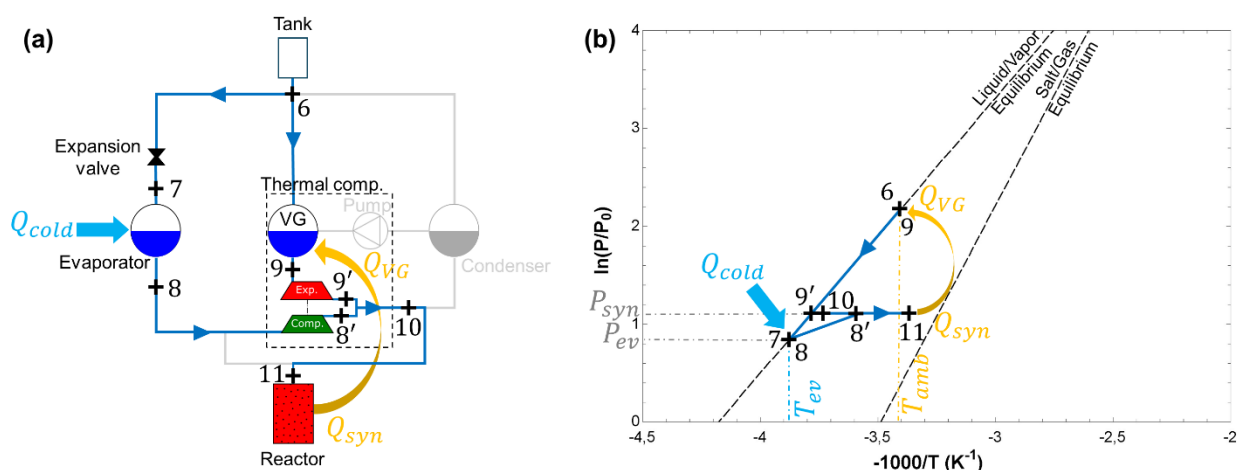 (a)
Tank
6
Expansion
valve
7
Thermal comp.
Pump
VG
Q_cold
Evaporator
Condenser
9
Q_VG
8
Exp.
9′
10
Comp.
8′
11
Q_syn
Reactor
(b)
4
3
2
1
0
ln(P/P₀)
Liquid/Vapor
Equilibrium
Salt/Gas
Equilibrium
6
Q_VG
9
Q_cold
9′
10
P_syn
P_ev
7
8
8′
11
Q_syn
T_ev
T_amb
-4,5
-4
-3,5
-3
-2,5
-2
-1000/T (K⁻¹)